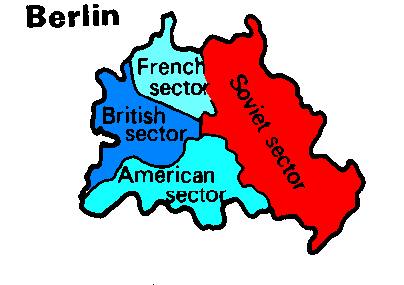 Berlin
French
sector
British
sector
Soviet sector
American
sector